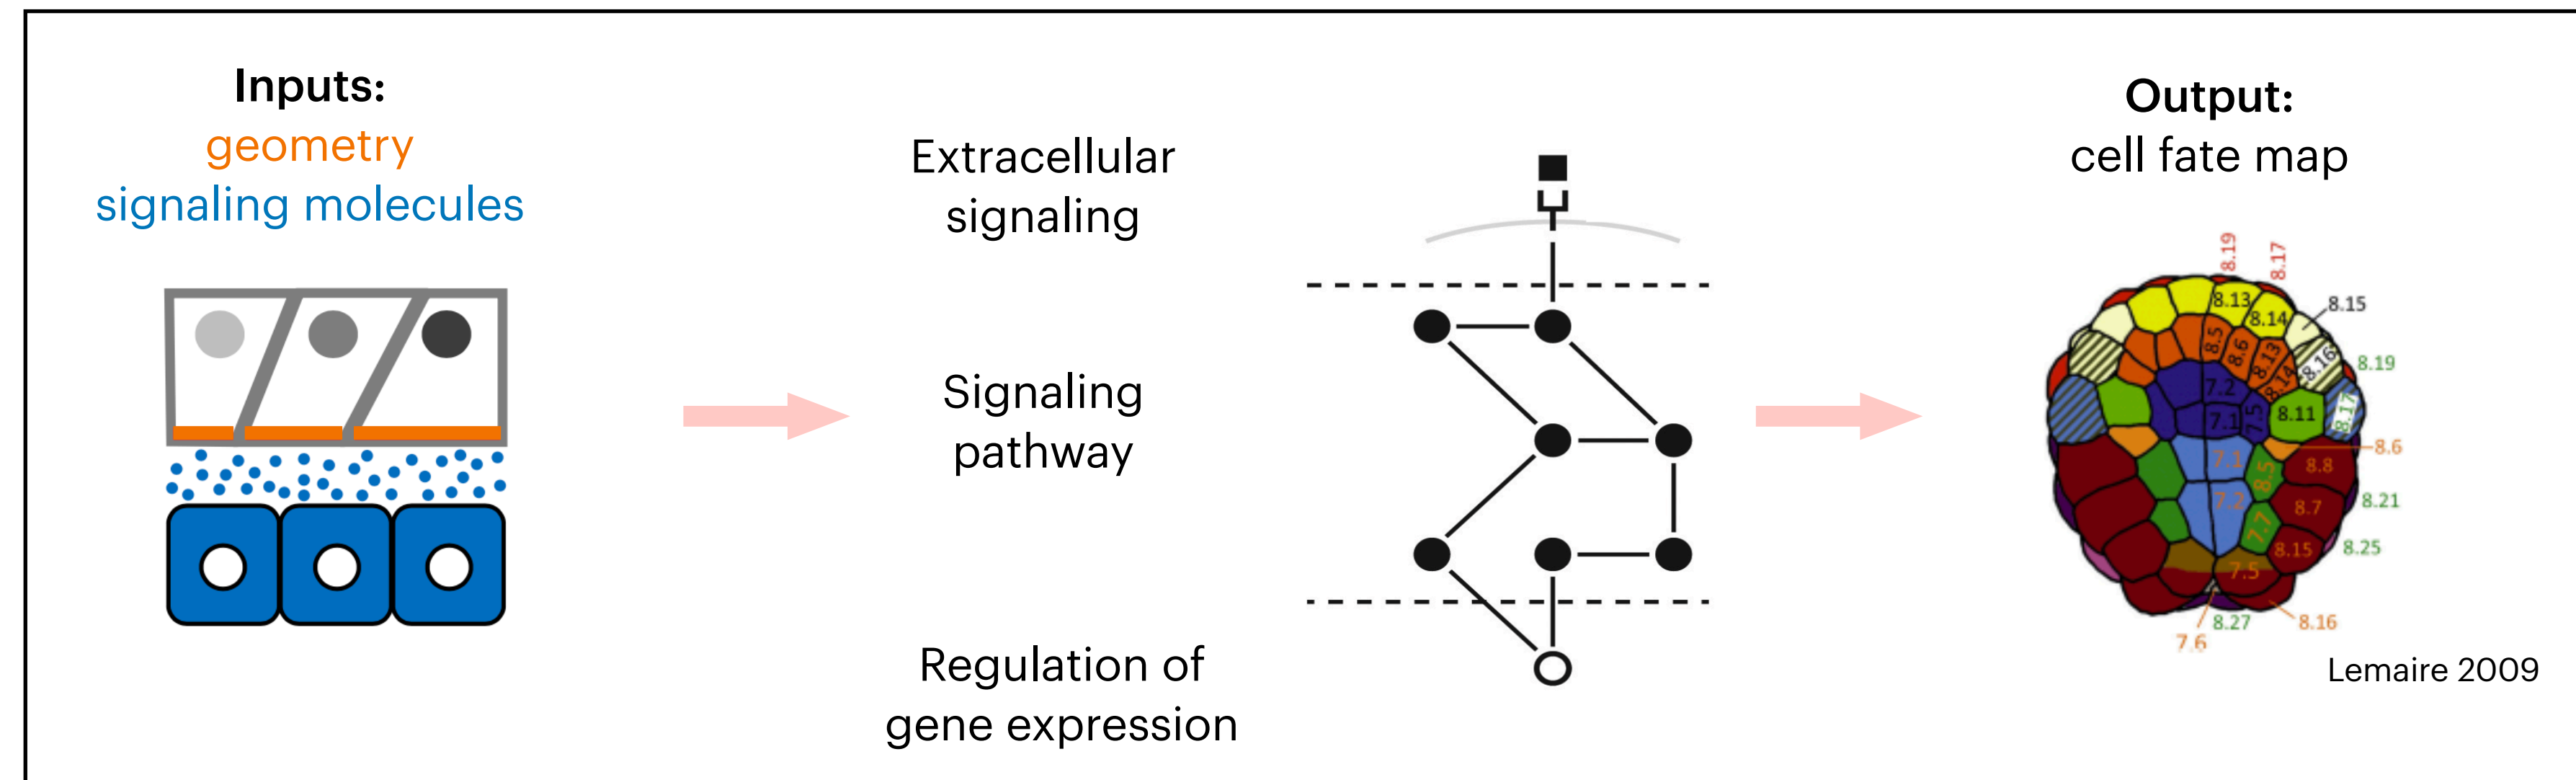 Inputs:
geometry
signaling molecules
Extracellular
signaling
Signaling
pathway
Regulation of
gene expression
Output:
cell fate map
8.19
8.17
8.13
8.14
8.15
8.5
8.6
8.13
8.14
8.16
8.19
7.2
7.1
7.5
8.11
8.17
8.6
7.1
8.5
8.8
7.2
8.7
8.21
7.7
8.15
8.25
7.5
8.27
8.16
7.6
Lemaire 2009